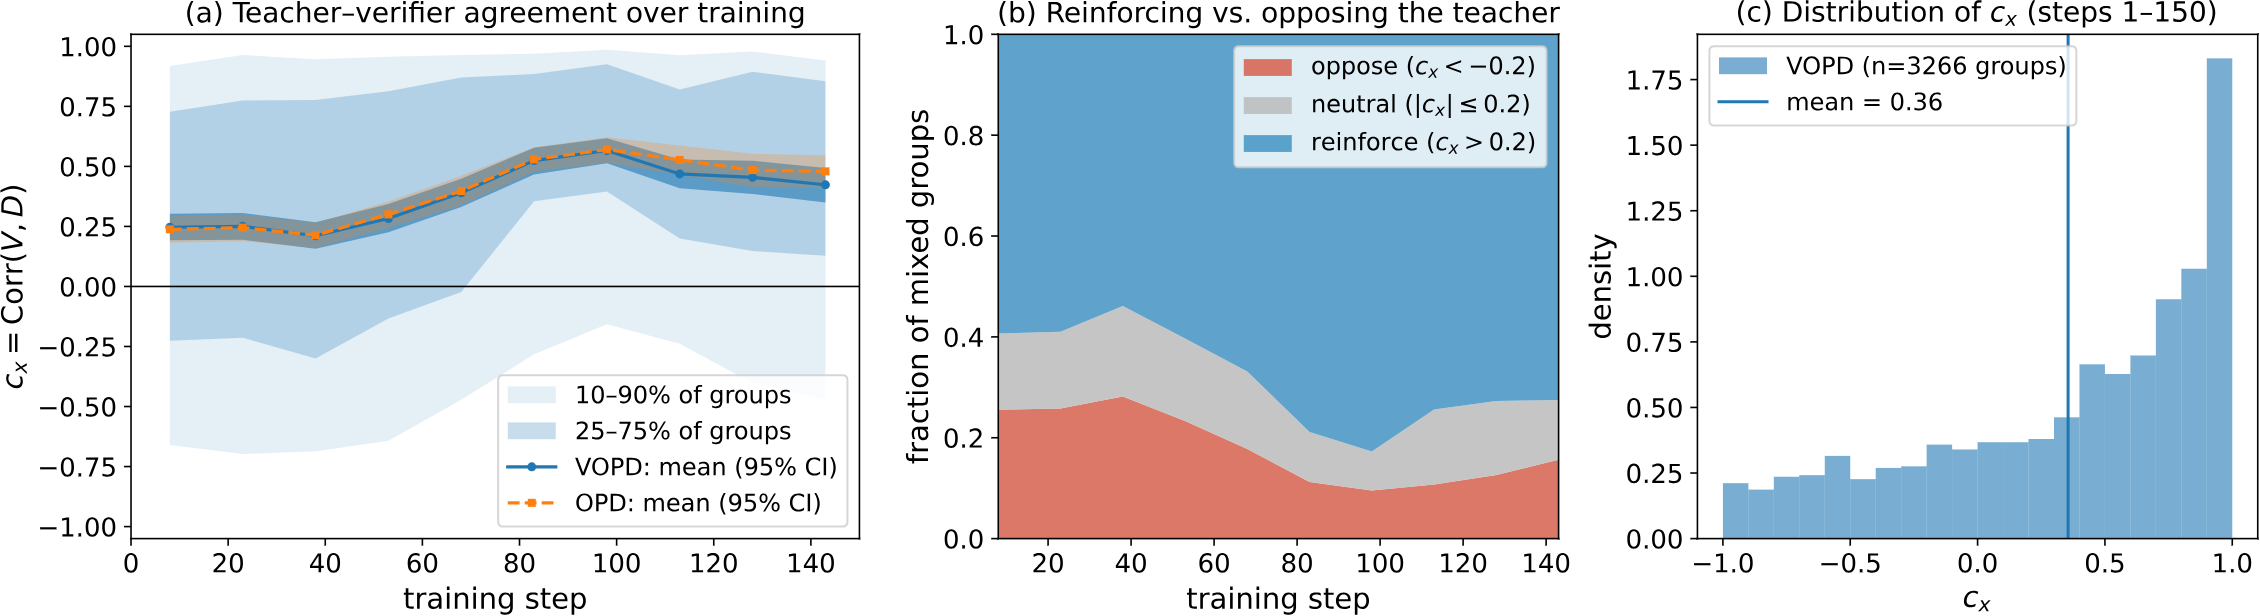 (a) Teacher–verifier agreement over training
1.00
0.75
0.50
0.25
0.00
−0.25
−0.50
−0.75
−1.00
c_x = Corr(V, D)
10–90% of groups
25–75% of groups
VOPD: mean (95% CI)
OPD: mean (95% CI)
0 20 40 60 80 100 120 140
training step
(b) Reinforcing vs. opposing the teacher
1.0
0.8
0.6
0.4
0.2
0.0
fraction of mixed groups
oppose (c_x < −0.2)
neutral (|c_x| ≤ 0.2)
reinforce (c_x > 0.2)
20 40 60 80 100 120 140
training step
(c) Distribution of c_x (steps 1–150)
1.75
1.50
1.25
1.00
0.75
0.50
0.25
0.00
density
VOPD (n=3266 groups)
mean = 0.36
−1.0 −0.5 0.0 0.5 1.0
c_x